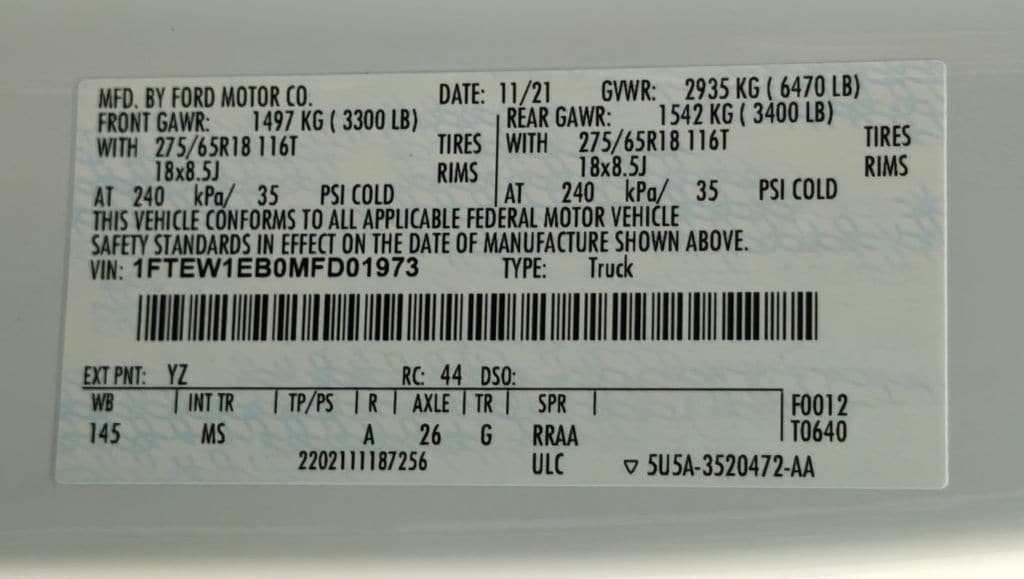 MFD. BY FORD MOTOR CO. DATE: 11/21 GVWR: 2935 KG ( 6470 LB)
FRONT GAWR: 1497 KG ( 3300 LB) REAR GAWR: 1542 KG ( 3400 LB)
WITH 275/65R18 116T TIRES WITH 275/65R18 116T TIRES
18x8.5J RIMS 18x8.5J RIMS
AT 240 kPa/ 35 PSI COLD AT 240 kPa/ 35 PSI COLD
THIS VEHICLE CONFORMS TO ALL APPLICABLE FEDERAL MOTOR VEHICLE
SAFETY STANDARDS IN EFFECT ON THE DATE OF MANUFACTURE SHOWN ABOVE.
VIN: 1FTEW1EB0MFD01973 TYPE: Truck
EXT PNT: YZ RC: 44 DSO:
WB INT TR TP/PS R AXLE TR SPR F0012
145 MS A 26 G RRAA T0640
2202111187256 ULC ▽ 5U5A-3520472-AA